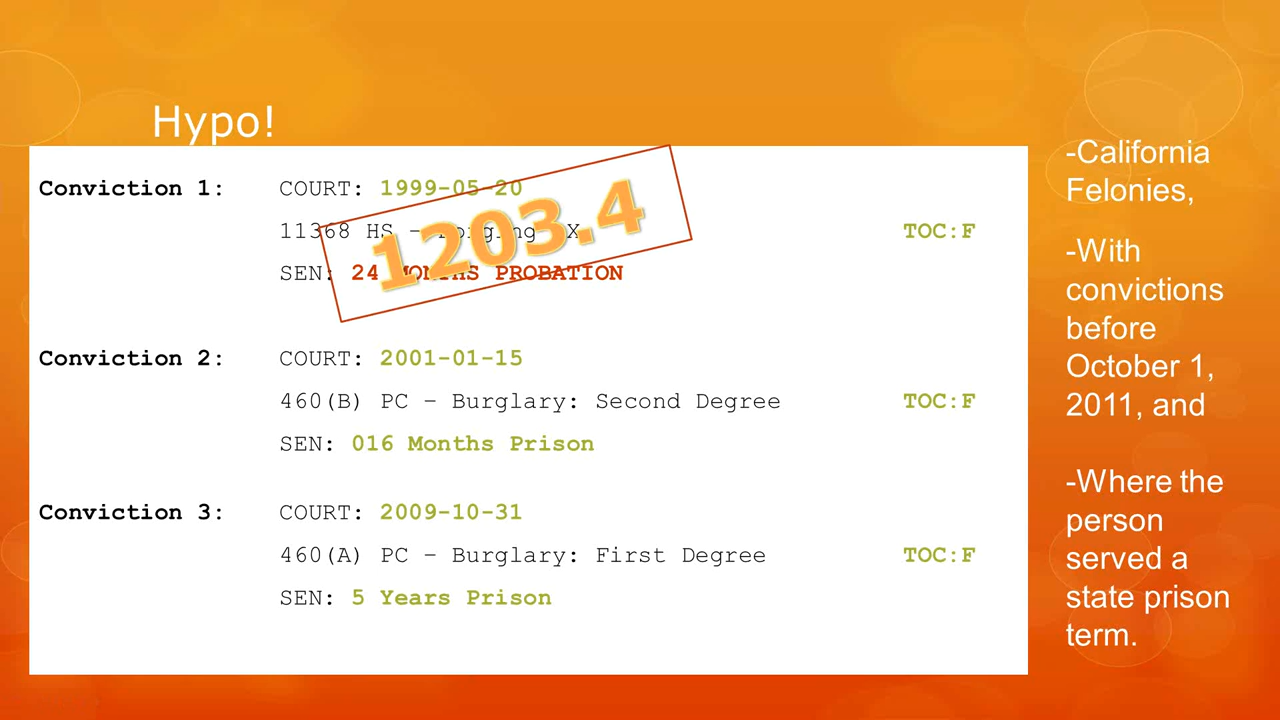 Hypo!
Conviction 1: COURT: 1999-05-20
11368 HS – Forging RX TOC:F
SEN: 24 MONTHS PROBATION
1203.4
Conviction 2: COURT: 2001-01-15
460(B) PC – Burglary: Second Degree TOC:F
SEN: 016 Months Prison
Conviction 3: COURT: 2009-10-31
460(A) PC – Burglary: First Degree TOC:F
SEN: 5 Years Prison
-California
Felonies,
-With
convictions
before
October 1,
2011, and
-Where the
person
served a
state prison
term.